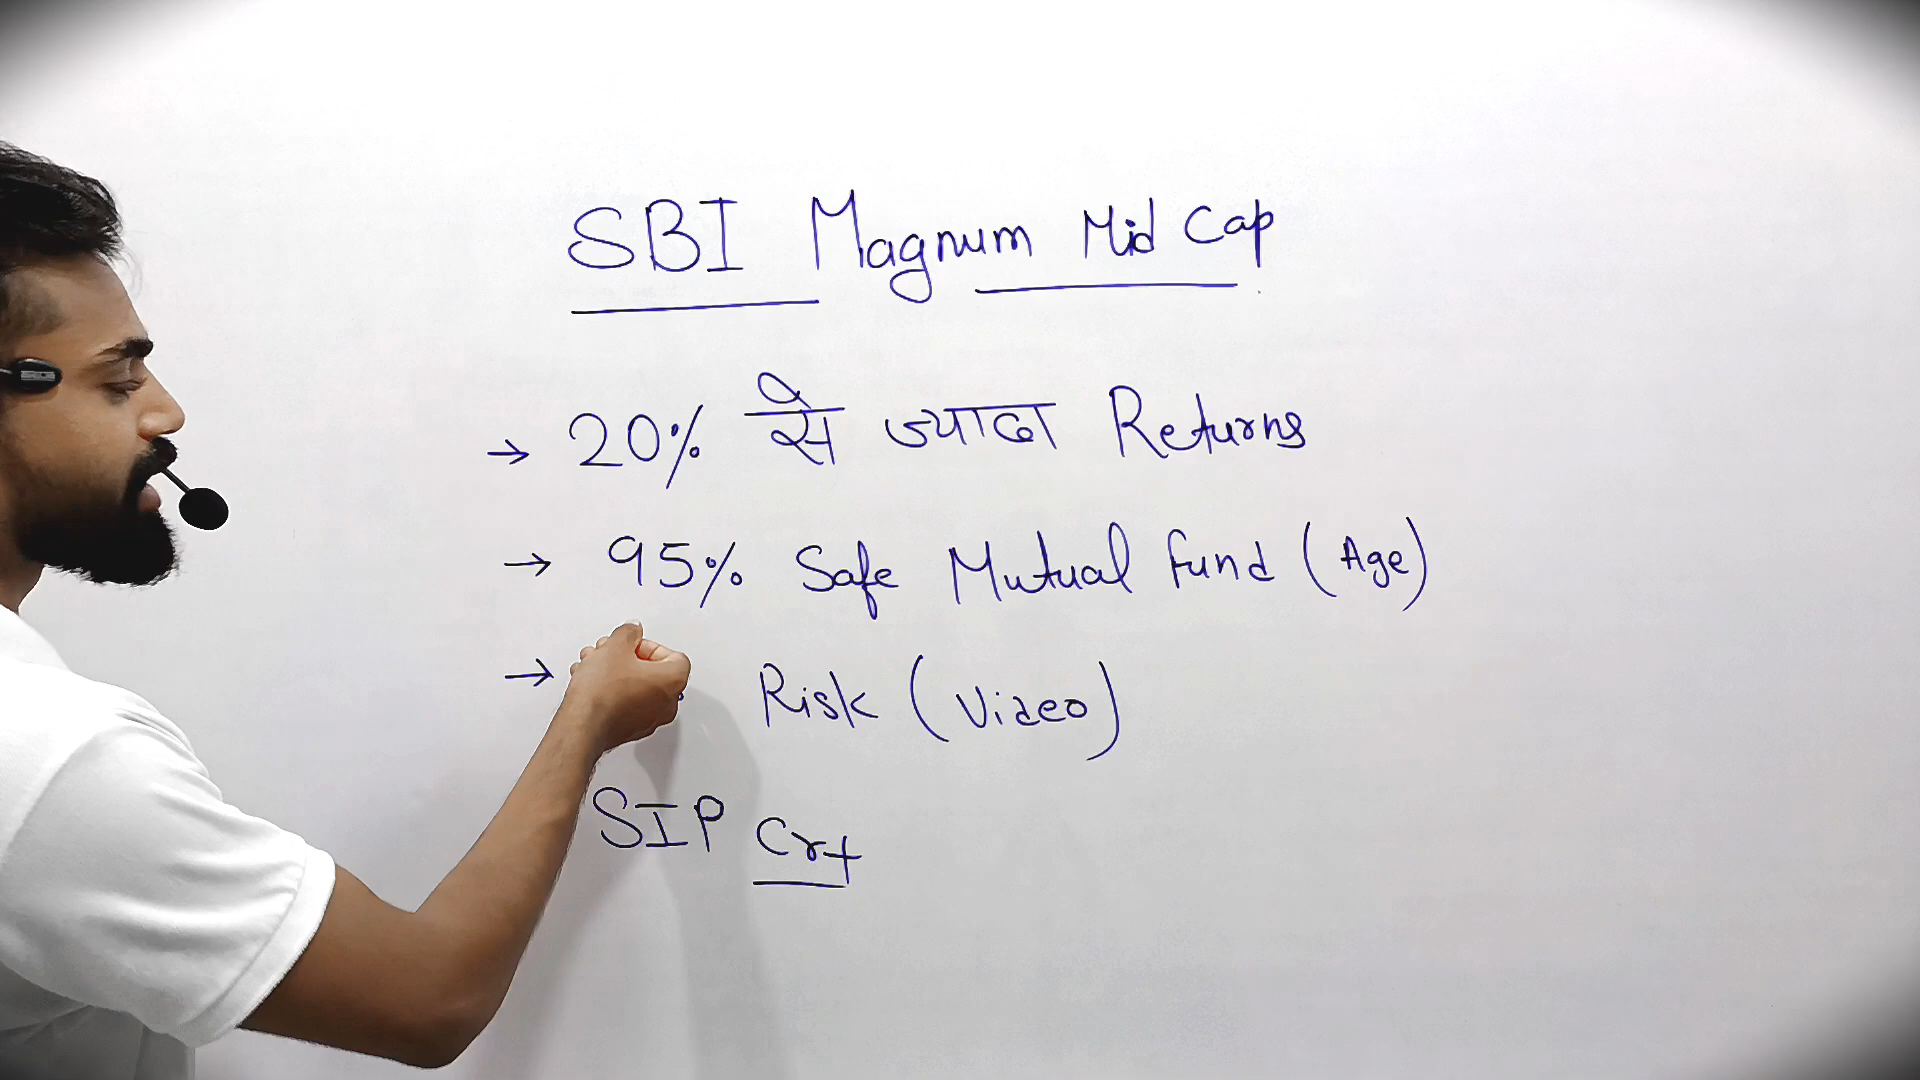 SBI Magnum Mid Cap
→ 20% से ज्यादा Returns
→ 95% Safe Mutual Fund (Age)
→ Risk (Video)
SIP Cr+